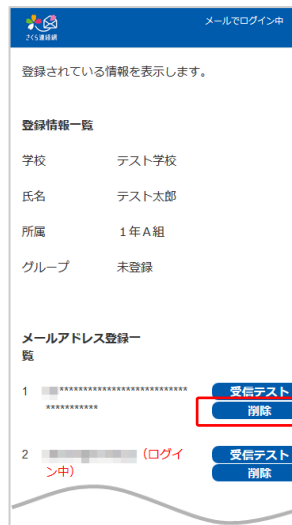 さくら連絡網
メールでログイン中
登録されている情報を表示します。
登録情報一覧
学校 テスト学校
氏名 テスト太郎
所属 １年Ａ組
グループ 未登録
メールアドレス登録一
覧
1 **************************** 受信テスト
*********** 削除
2 (ログイ 受信テスト
ン中) 削除